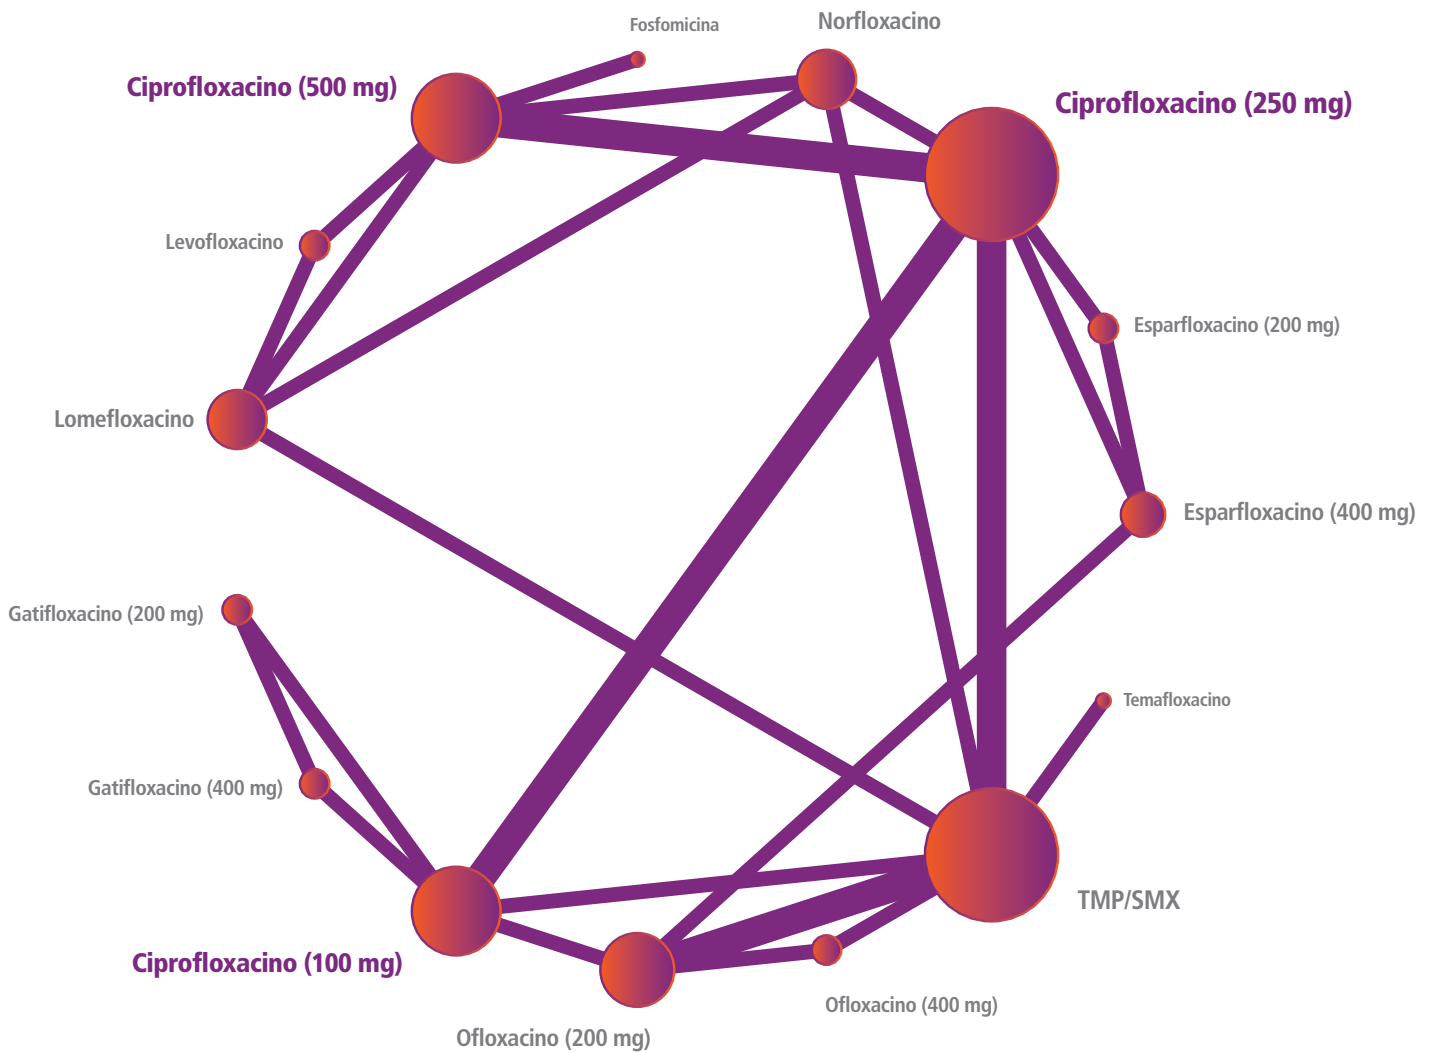 Fosfomicina
Norfloxacino
Ciprofloxacino (500 mg)
Ciprofloxacino (250 mg)
Levofloxacino
Esparfloxacino (200 mg)
Lomefloxacino
Esparfloxacino (400 mg)
Gatifloxacino (200 mg)
Temafloxacino
Gatifloxacino (400 mg)
TMP/SMX
Ciprofloxacino (100 mg)
Ofloxacino (400 mg)
Ofloxacino (200 mg)